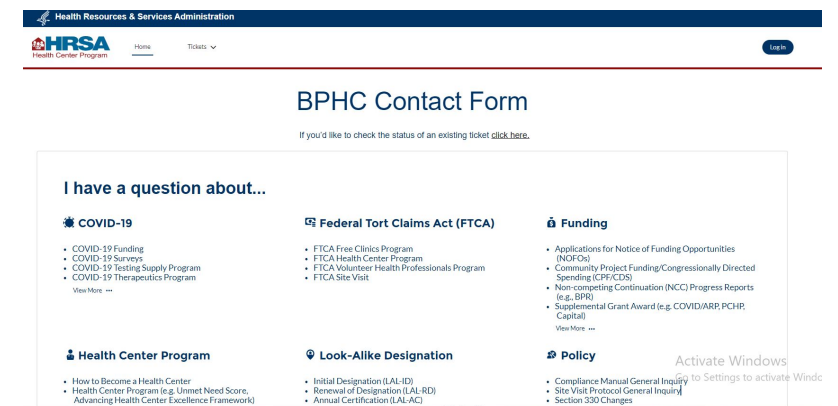 Health Resources & Services Administration
HRSA
Health Center Program
Home
Tickets
Log In
BPHC Contact Form
If you'd like to check the status of an existing ticket click here.
I have a question about...
COVID-19
• COVID-19 Funding
• COVID-19 Surveys
• COVID-19 Testing Supply Program
• COVID-19 Therapeutics Program
View More •••
Federal Tort Claims Act (FTCA)
• FTCA Free Clinics Program
• FTCA Health Center Program
• FTCA Volunteer Health Professionals Program
• FTCA Site Visit
Funding
• Applications for Notice of Funding Opportunities
(NOFOs)
• Community Project Funding/Congressionally Directed
Spending (CPF/CDS)
• Non-competing Continuation (NCC) Progress Reports
(e.g., BPR)
• Supplemental Grant Award (e.g. COVID/ARP, PCHP,
Capital)
View More •••
Health Center Program
• How to Become a Health Center
• Health Center Program (e.g. Unmet Need Score,
Advancing Health Center Excellence Framework)
Look-Alike Designation
• Initial Designation (LAL-ID)
• Renewal of Designation (LAL-RD)
• Annual Certification (LAL-AC)
Policy
• Compliance Manual General Inquiry
• Site Visit Protocol General Inquiry
• Section 330 Changes
Activate Windows
Go to Settings to activate Windo